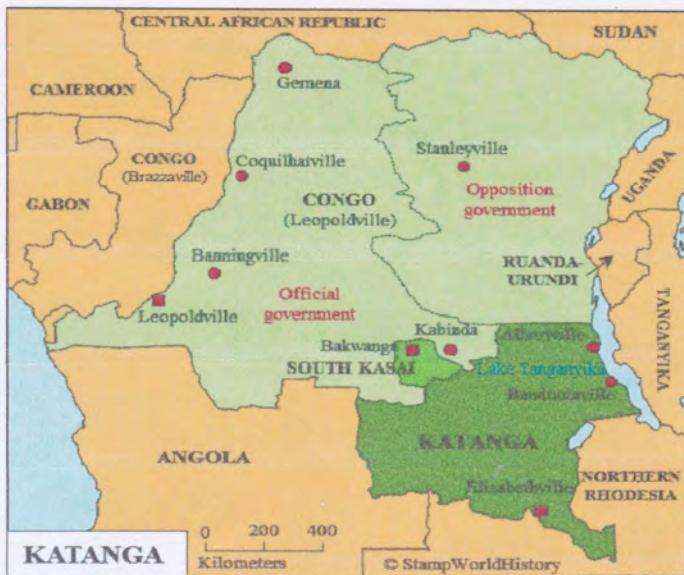 CENTRAL AFRICAN REPUBLIC
SUDAN
CAMEROON
Gemena
CONGO
(Brazzaville)
Coquilhatville
Stanleyville
UGANDA
GABON
CONGO
(Leopoldville)
Opposition
government
RUANDA-
URUNDI
Banningville
TANGANYIKA
Leopoldville
Official
government
Kabinda
Albertville
Bakwanga
SOUTH KASAI
Lake Tanganyika
ANGOLA
KATANGA
NORTHERN
RHODESIA
Elisabethville
0 200 400
Kilometers
KATANGA
© StampWorldHistory